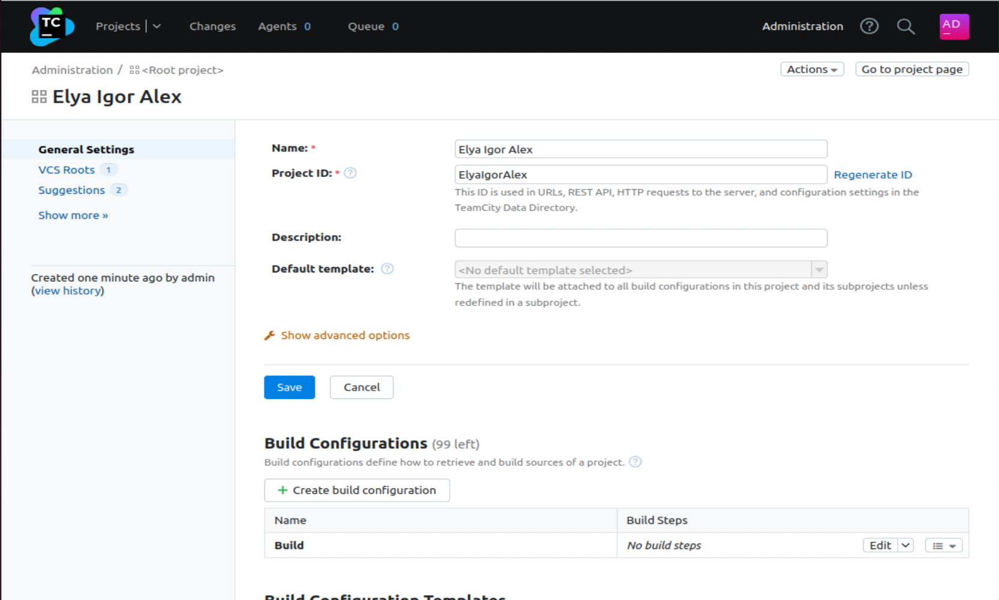 TC Projects Changes Agents 0 Queue 0 Administration AD
Administration / <Root project> Actions Go to project page
Elya Igor Alex
General Settings
VCS Roots 1
Suggestions 2
Show more »
Created one minute ago by admin
(view history)
Name: * Elya Igor Alex
Project ID: * ElyaIgorAlex Regenerate ID
This ID is used in URLs, REST API, HTTP requests to the server, and configuration settings in the
TeamCity Data Directory.
Description:
Default template: <No default template selected>
The template will be attached to all build configurations in this project and its subprojects unless
redefined in a subproject.
Show advanced options
Save Cancel
Build Configurations (99 left)
Build configurations define how to retrieve and build sources of a project.
+ Create build configuration
Name Build Steps
Build No build steps Edit
Build Configuration Templates